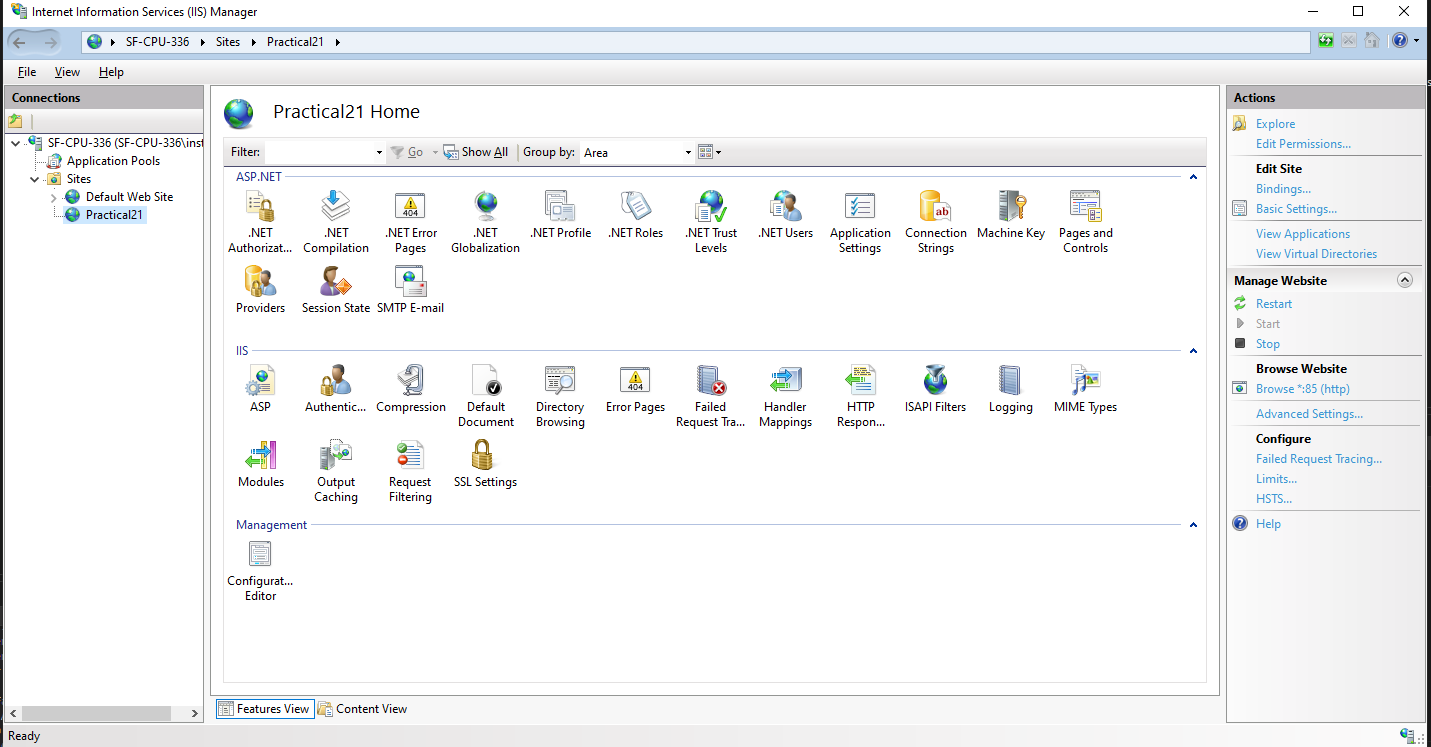 Internet Information Services (IIS) Manager
SF-CPU-336 Sites Practical21
File View Help
Connections
SF-CPU-336 (SF-CPU-336\inst
Application Pools
Sites
Default Web Site
Practical21
Practical21 Home
Filter: Go Show All Group by: Area
ASP.NET
.NET Authorizat...
.NET Compilation
404
.NET Error Pages
.NET Globalization
.NET Profile
.NET Roles
.NET Trust Levels
.NET Users
Application Settings
ab
Connection Strings
Machine Key
Pages and Controls
Providers
Session State
SMTP E-mail
IIS
ASP
Authentic...
Compression
Default Document
Directory Browsing
404
Error Pages
Failed Request Tra...
Handler Mappings
HTTP Respon...
ISAPI Filters
Logging
MIME Types
Modules
Output Caching
Request Filtering
SSL Settings
Management
Configurat... Editor
Features View Content View
Actions
Explore
Edit Permissions...
Edit Site
Bindings...
Basic Settings...
View Applications
View Virtual Directories
Manage Website
Restart
Start
Stop
Browse Website
Browse *:85 (http)
Advanced Settings...
Configure
Failed Request Tracing...
Limits...
HSTS...
Help
Ready